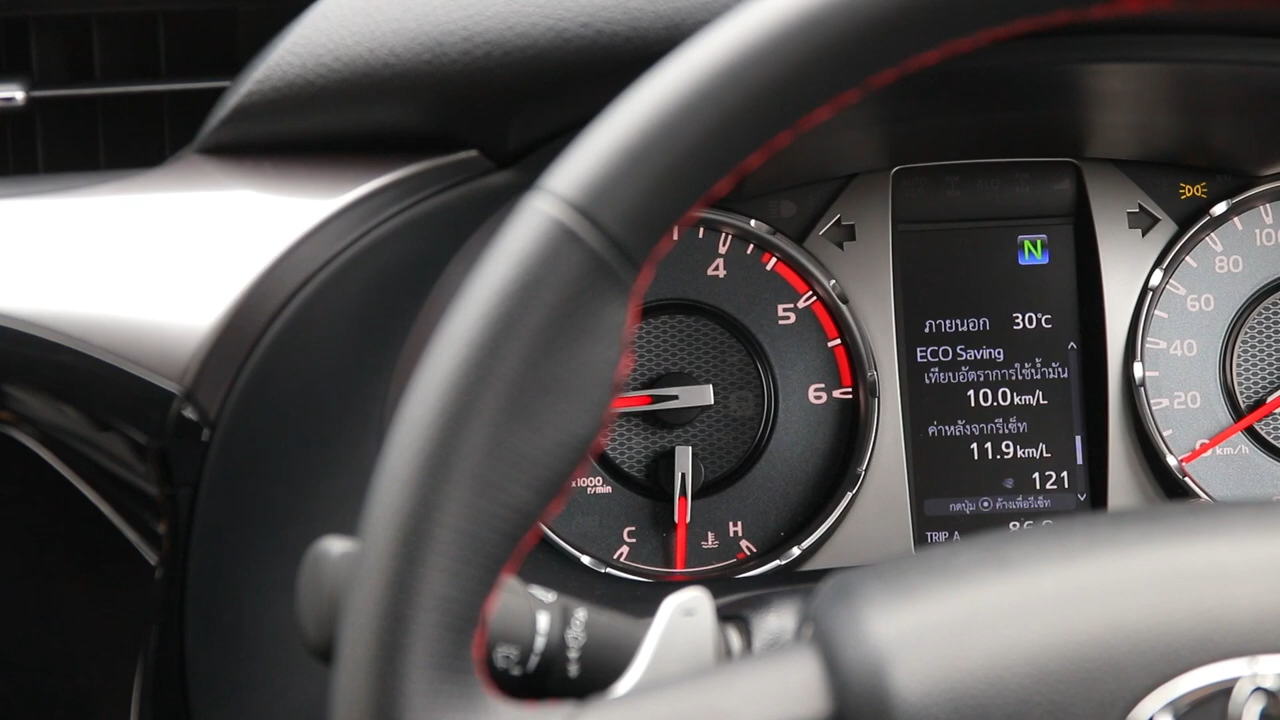 4
5
6
x1000
r/min
C
H
N
ภายนอก 30℃
ECO Saving
เทียบอัตราการใช้น้ำมัน
10.0 km/L
ค่าหลังจากรีเซ็ท
11.9 km/L
121
กดปุ่ม ค้างเพื่อรีเซ็ท
TRIP A
100
80
60
40
20
0 km/h